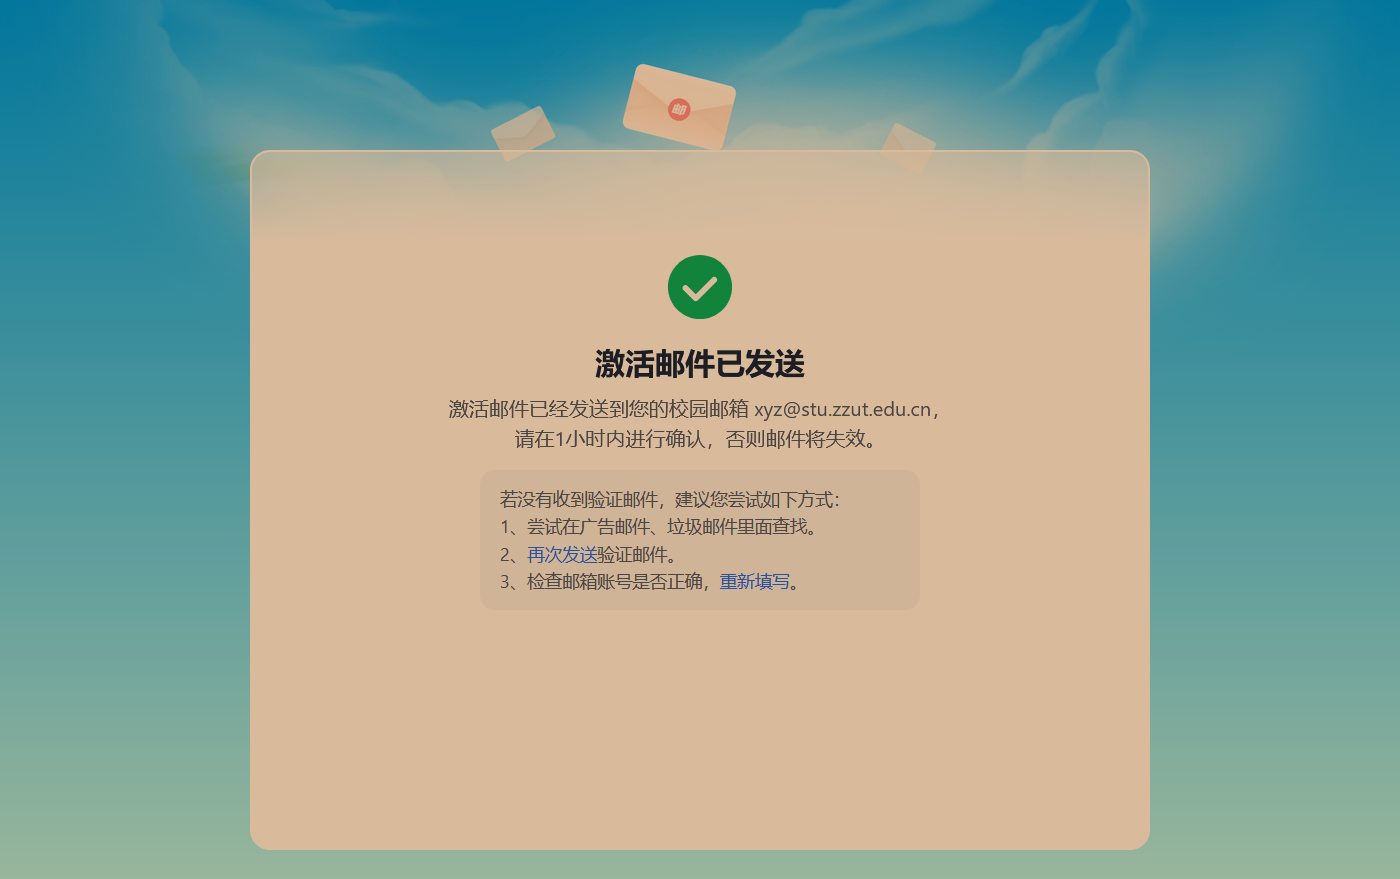 邮
激活邮件已发送
激活邮件已经发送到您的校园邮箱 xyz@stu.zzut.edu.cn，
请在1小时内进行确认，否则邮件将失效。
若没有收到验证邮件，建议您尝试如下方式：
1、尝试在广告邮件、垃圾邮件里面查找。
2、再次发送验证邮件。
3、检查邮箱账号是否正确，重新填写。